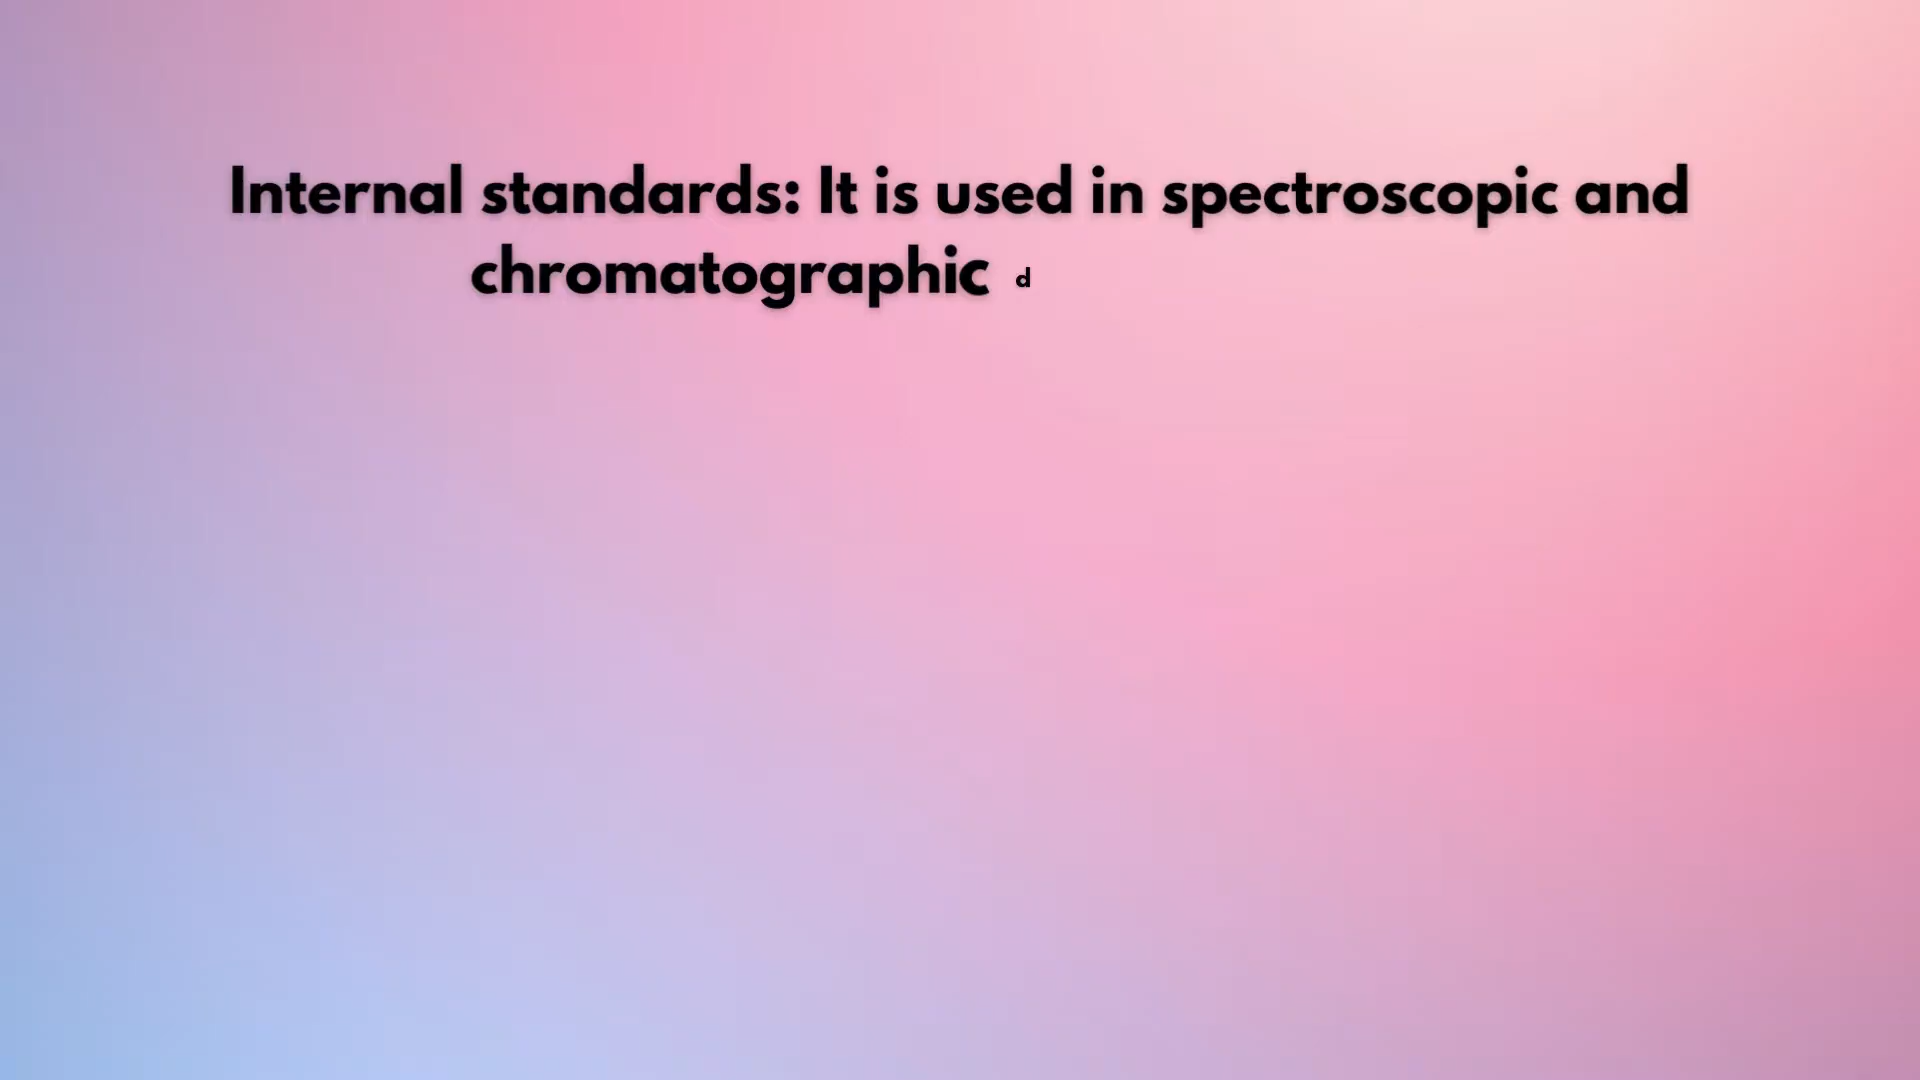 Internal standards: It is used in spectroscopic and
chromatographic d